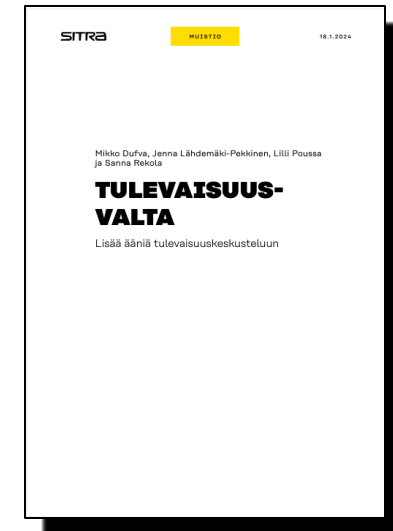 SITRA
MUISTIO
18.1.2024
Mikko Dufva, Jenna Lähdemäki-Pekkinen, Lilli Poussa
ja Sanna Rekola
TULEVAISUUS-
VALTA
Lisää ääniä tulevaisuuskeskusteluun